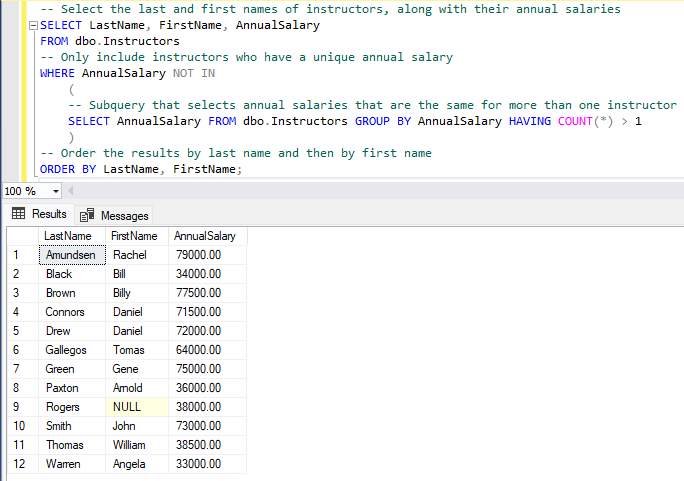 -- Select the last and first names of instructors, along with their annual salaries
SELECT LastName, FirstName, AnnualSalary
FROM dbo.Instructors
-- Only include instructors who have a unique annual salary
WHERE AnnualSalary NOT IN
(
-- Subquery that selects annual salaries that are the same for more than one instructor
SELECT AnnualSalary FROM dbo.Instructors GROUP BY AnnualSalary HAVING COUNT(*) > 1
)
-- Order the results by last name and then by first name
ORDER BY LastName, FirstName;
100 %
Results Messages
LastName FirstName AnnualSalary
1 Amundsen Rachel 79000.00
2 Black Bill 34000.00
3 Brown Billy 77500.00
4 Connors Daniel 71500.00
5 Drew Daniel 72000.00
6 Gallegos Tomas 64000.00
7 Green Gene 75000.00
8 Paxton Arnold 36000.00
9 Rogers NULL 38000.00
10 Smith John 73000.00
11 Thomas William 38500.00
12 Warren Angela 33000.00